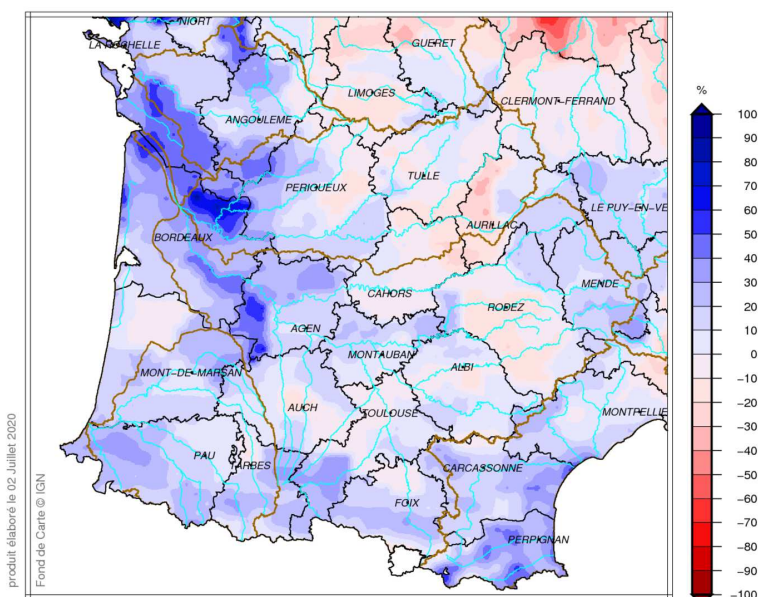 NIORT
LA ROCHELLE
GUERET
LIMOGES
CLERMONT-FERRAND
ANGOULEME
TULLE
PERIGUEUX
LE PUY-EN-VE
AURILLAC
BORDEAUX
MENDE
CAHORS
RODEZ
AGEN
MONTAUBAN
ALBI
MONT-DE-MARSAN
AUCH
TOULOUSE
MONTPELLIE
PAU
TARBES
CARCASSONNE
FOIX
PERPIGNAN
%
100
90
80
70
60
50
40
30
20
10
0
-10
-20
-30
-40
-50
-60
-70
-80
-90
-100
produit élaboré le 02 Juillet 2020
Fond de Carte © IGN